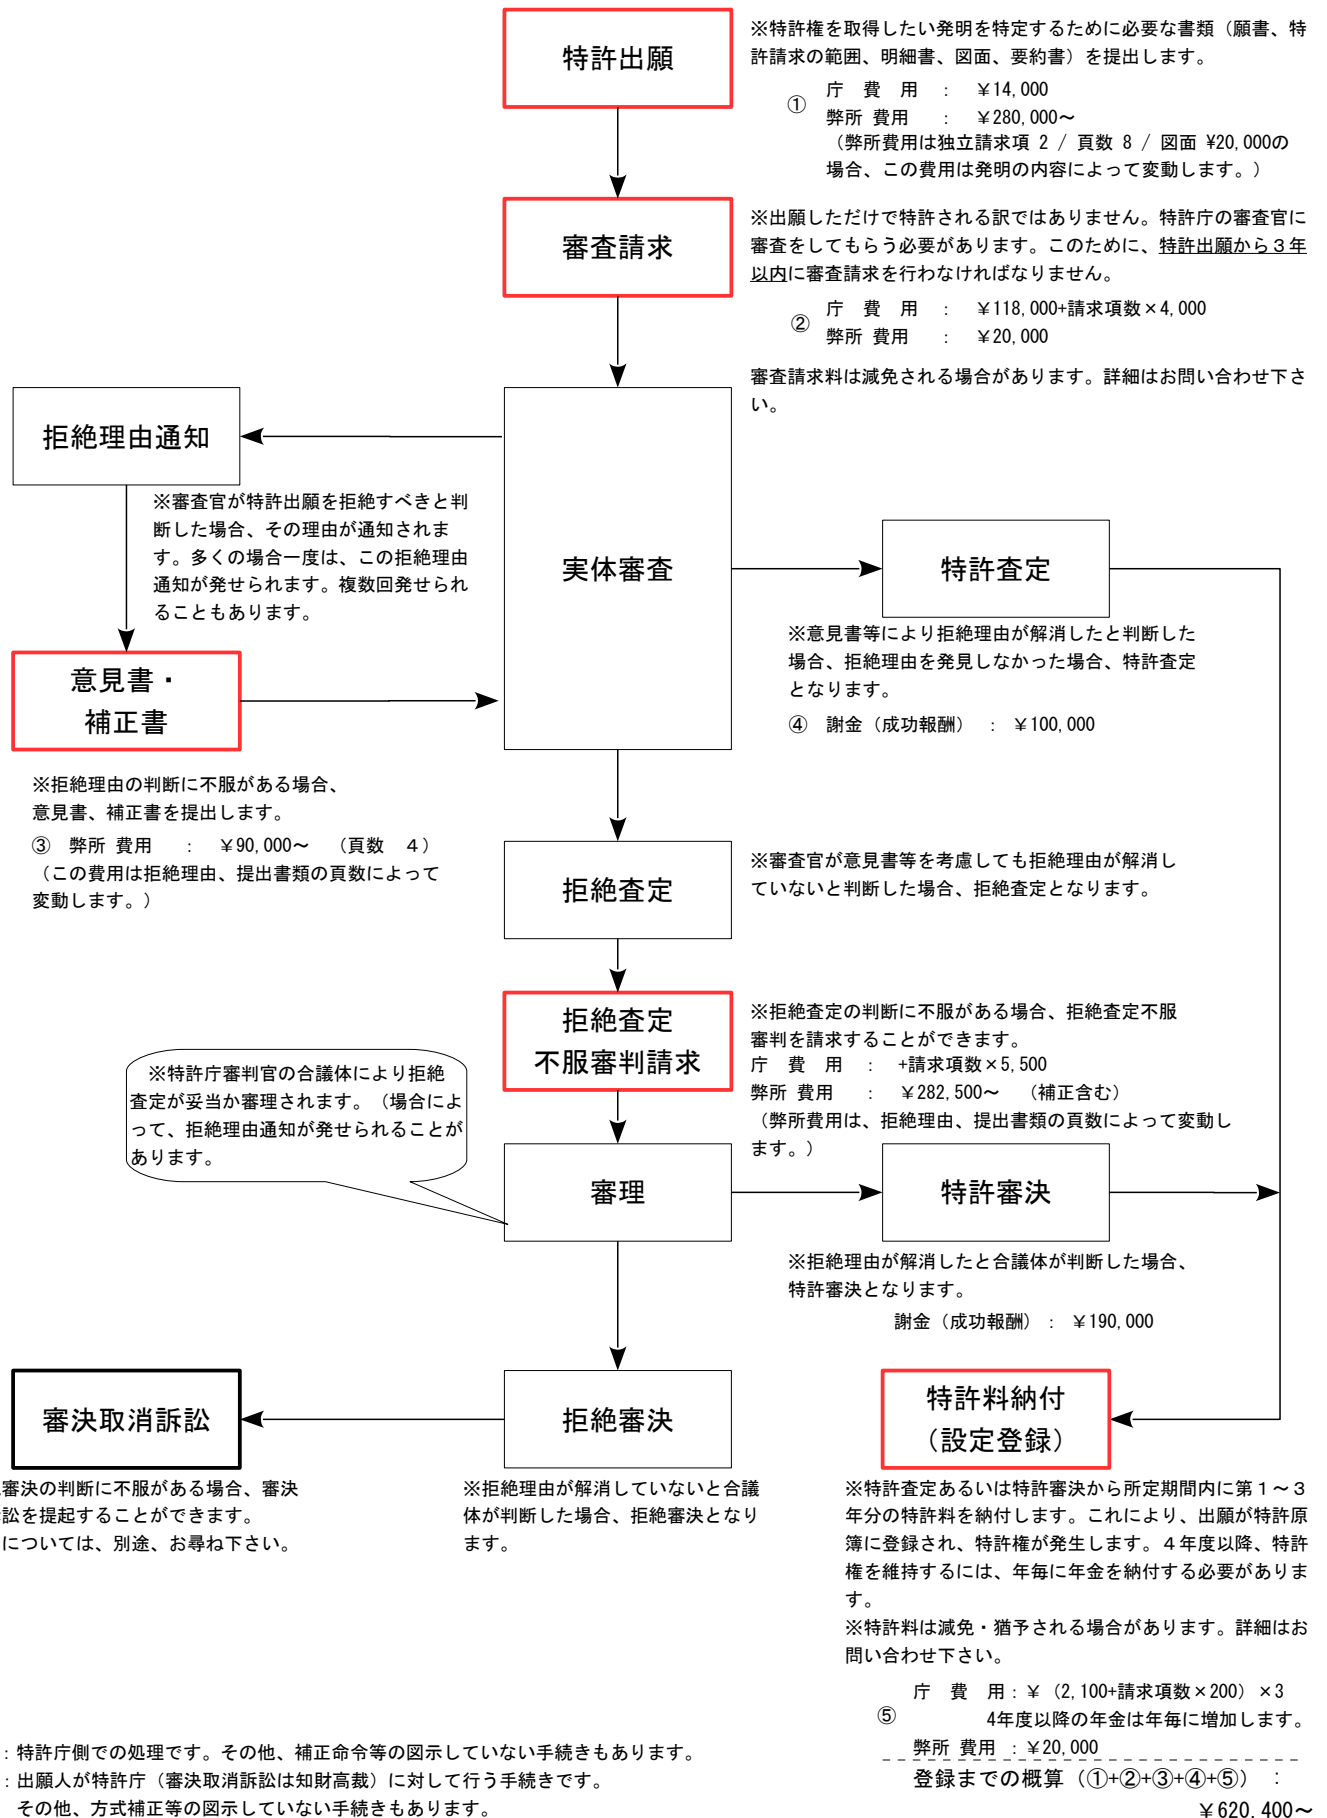 特許出願
※特許権を取得したい発明を特定するために必要な書類（願書、特
許請求の範囲、明細書、図面、要約書）を提出します。
① 庁 費 用 ： ￥14,000
弊所 費用 ： ￥280,000～
（弊所費用は独立請求項 2 / 頁数 8 / 図面 ¥20,000の
場合、この費用は発明の内容によって変動します。）
審査請求
※出願しただけで特許される訳ではありません。特許庁の審査官に
審査をしてもらう必要があります。このために、特許出願から３年
以内に審査請求を行わなければなりません。
② 庁 費 用 ： ￥118,000+請求項数×4,000
弊所 費用 ： ￥20,000
審査請求料は減免される場合があります。詳細はお問い合わせ下さ
い。
拒絶理由通知
※審査官が特許出願を拒絶すべきと判
断した場合、その理由が通知されま
す。多くの場合一度は、この拒絶理由
通知が発せられます。複数回発せられ
ることもあります。
実体審査
特許査定
※意見書等により拒絶理由が解消したと判断した
場合、拒絶理由を発見しなかった場合、特許査定
となります。
④ 謝金（成功報酬） ： ￥100,000
意見書・
補正書
※拒絶理由の判断に不服がある場合、
意見書、補正書を提出します。
③ 弊所 費用 ： ￥90,000～ （頁数 ４）
（この費用は拒絶理由、提出書類の頁数によって
変動します。）
拒絶査定
※審査官が意見書等を考慮しても拒絶理由が解消し
ていないと判断した場合、拒絶査定となります。
拒絶査定
不服審判請求
※拒絶査定の判断に不服がある場合、拒絶査定不服
審判を請求することができます。
庁 費 用 ： +請求項数×5,500
弊所 費用 ： ￥282,500～ （補正含む）
（弊所費用は、拒絶理由、提出書類の頁数によって変動し
ます。）
※特許庁審判官の合議体により拒絶
査定が妥当か審理されます。（場合によ
って、拒絶理由通知が発せられることが
あります。
審理
特許審決
※拒絶理由が解消したと合議体が判断した場合、
特許審決となります。
謝金（成功報酬） ： ￥190,000
審決取消訴訟
拒絶審決
特許料納付
（設定登録）
審決の判断に不服がある場合、審決
訟を提起することができます。
については、別途、お尋ね下さい。
※拒絶理由が解消していないと合議
体が判断した場合、拒絶審決となり
ます。
※特許査定あるいは特許審決から所定期間内に第１～３
年分の特許料を納付します。これにより、出願が特許原
簿に登録され、特許権が発生します。４年度以降、特許
権を維持するには、年毎に年金を納付する必要がありま
す。
※特許料は減免・猶予される場合があります。詳細はお
問い合わせ下さい。
⑤ 庁 費 用：￥（2,100+請求項数×200）×3
4年度以降の年金は年毎に増加します。
弊所 費用 ：￥20,000
登録までの概算（①+②+③+④+⑤） ：
￥620,400～
：特許庁側での処理です。その他、補正命令等の図示していない手続きもあります。
：出願人が特許庁（審決取消訴訟は知財高裁）に対して行う手続きです。
その他、方式補正等の図示していない手続きもあります。